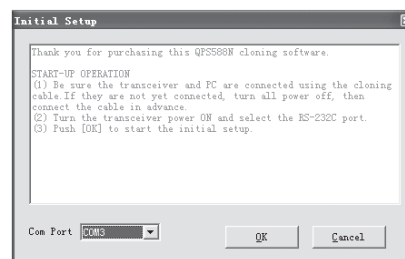 Initial Setup
Thank you for purchasing this QPS588N cloning software.
START-UP OPERATION
(1) Be sure the transceiver and PC are connected using the cloning
cable.If they are not yet connected, turn all power off, then
connect the cable in advance.
(2) Turn the transceiver power ON and select the RS-232C port.
(3) Push [OK] to start the initial setup.
Com Port COM3 OK Cancel